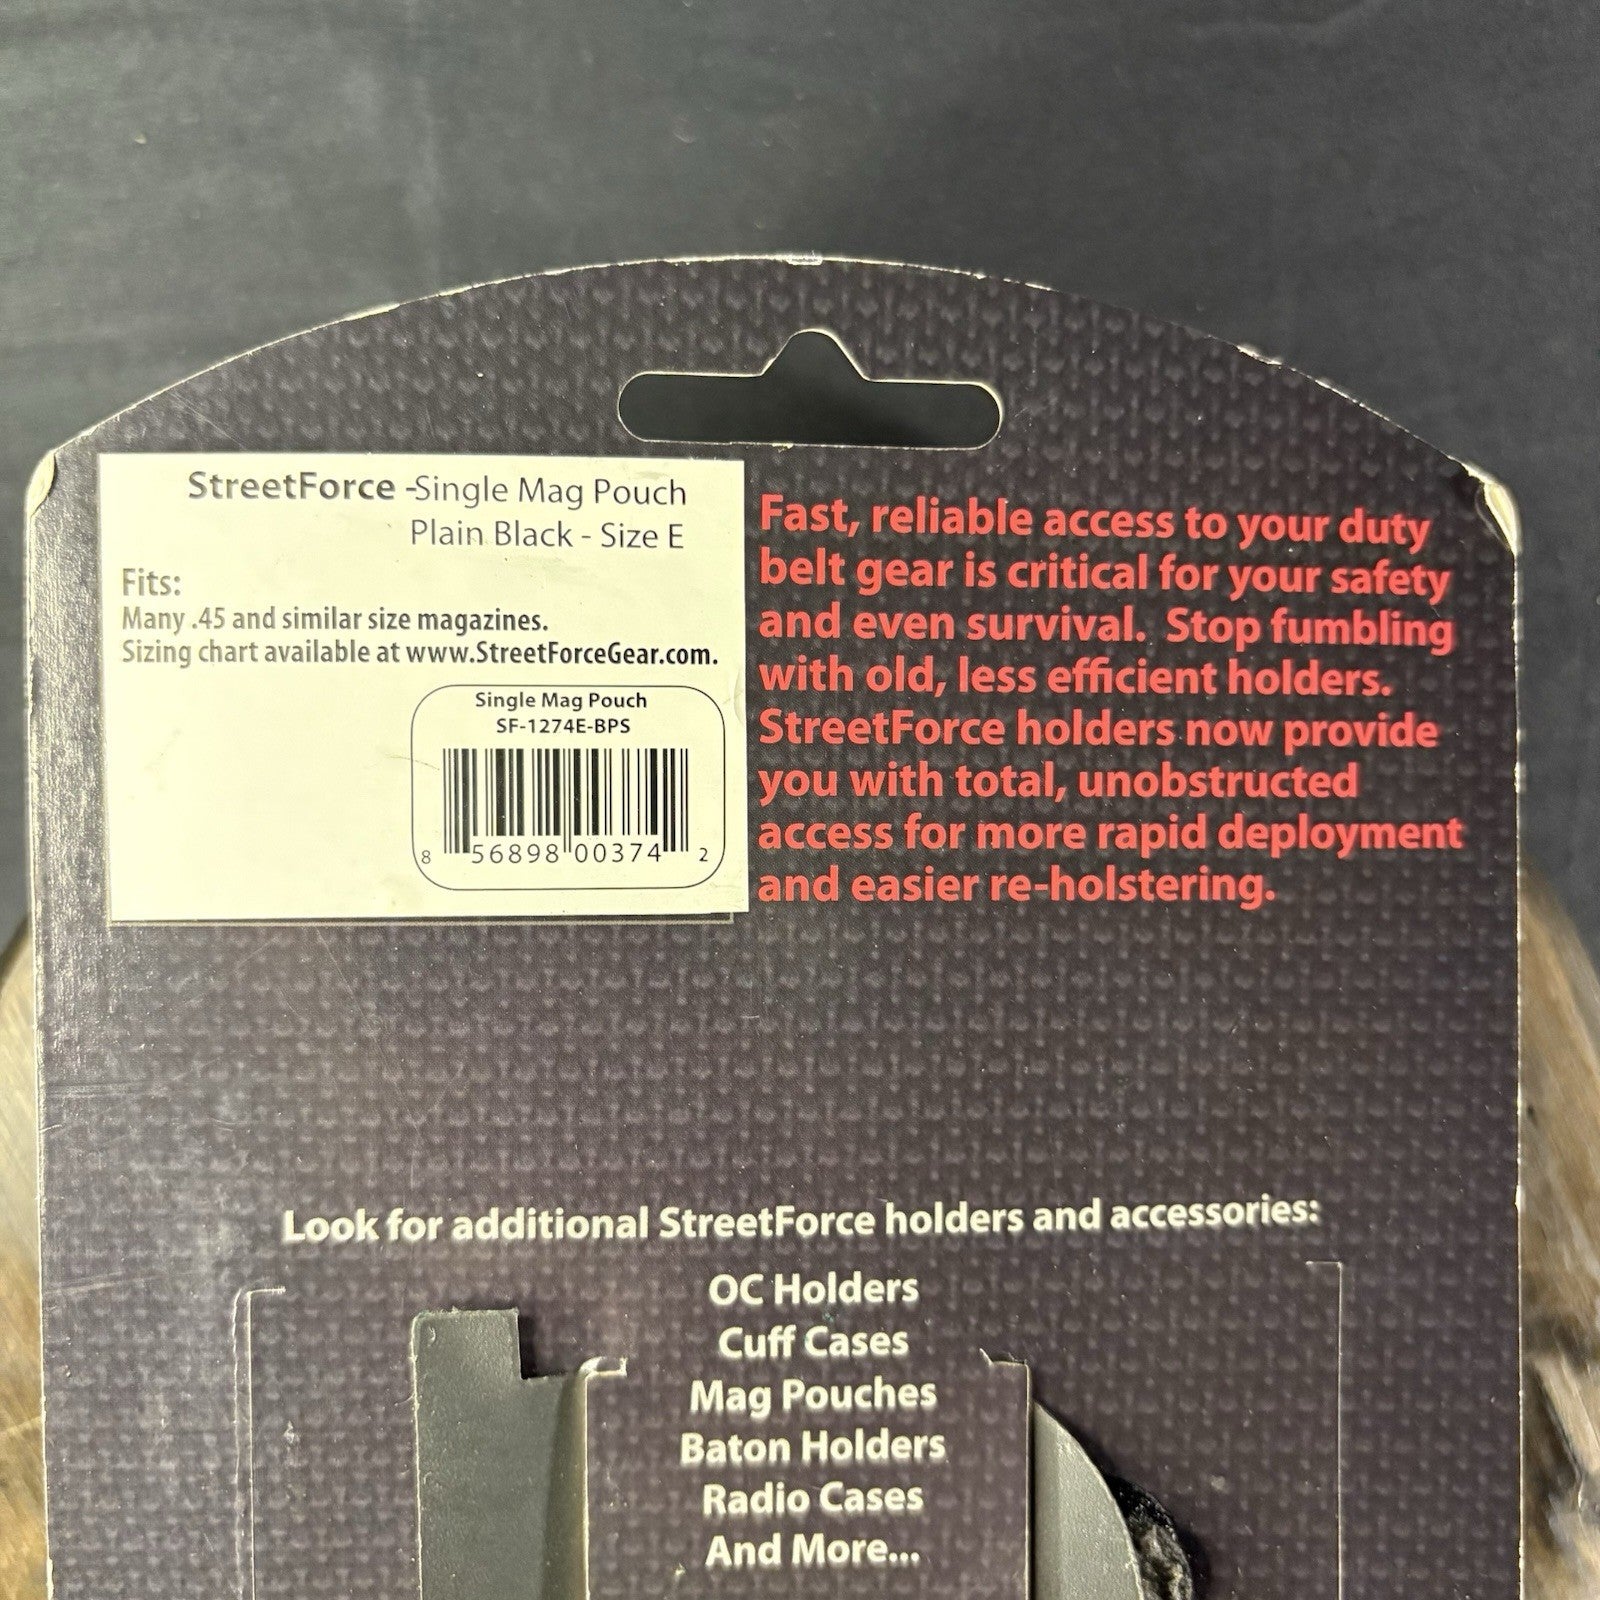 StreetForce -Single Mag Pouch
Plain Black - Size E
Fits:
Many .45 and similar size magazines.
Sizing chart available at www.StreetForceGear.com.
Single Mag Pouch
SF-1274E-BPS
8 56898 00374 2
Fast, reliable access to your duty
belt gear is critical for your safety
and even survival. Stop fumbling
with old, less efficient holders.
StreetForce holders now provide
you with total, unobstructed
access for more rapid deployment
and easier re-holstering.
Look for additional StreetForce holders and accessories:
OC Holders
Cuff Cases
Mag Pouches
Baton Holders
Radio Cases
And More...